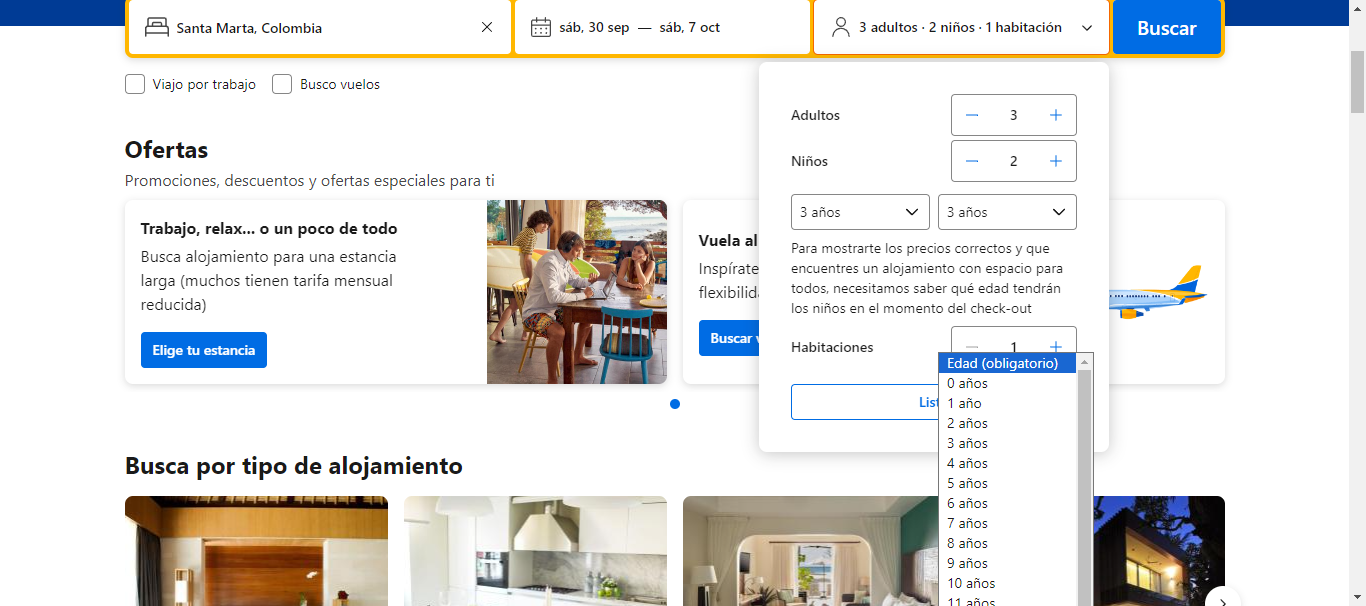 Santa Marta, Colombia
sáb, 30 sep — sáb, 7 oct
3 adultos · 2 niños · 1 habitación
Buscar
Viajo por trabajo
Busco vuelos
Adultos
3
Niños
2
3 años
3 años
Para mostrarte los precios correctos y que
encuentres un alojamiento con espacio para
todos, necesitamos saber qué edad tendrán
los niños en el momento del check-out
Habitaciones
1
List
Edad (obligatorio)
0 años
1 año
2 años
3 años
4 años
5 años
6 años
7 años
8 años
9 años
10 años
11 años
Ofertas
Promociones, descuentos y ofertas especiales para ti
Trabajo, relax... o un poco de todo
Busca alojamiento para una estancia
larga (muchos tienen tarifa mensual
reducida)
Elige tu estancia
Vuela al
Inspírate
flexibilida
Buscar v
Busca por tipo de alojamiento